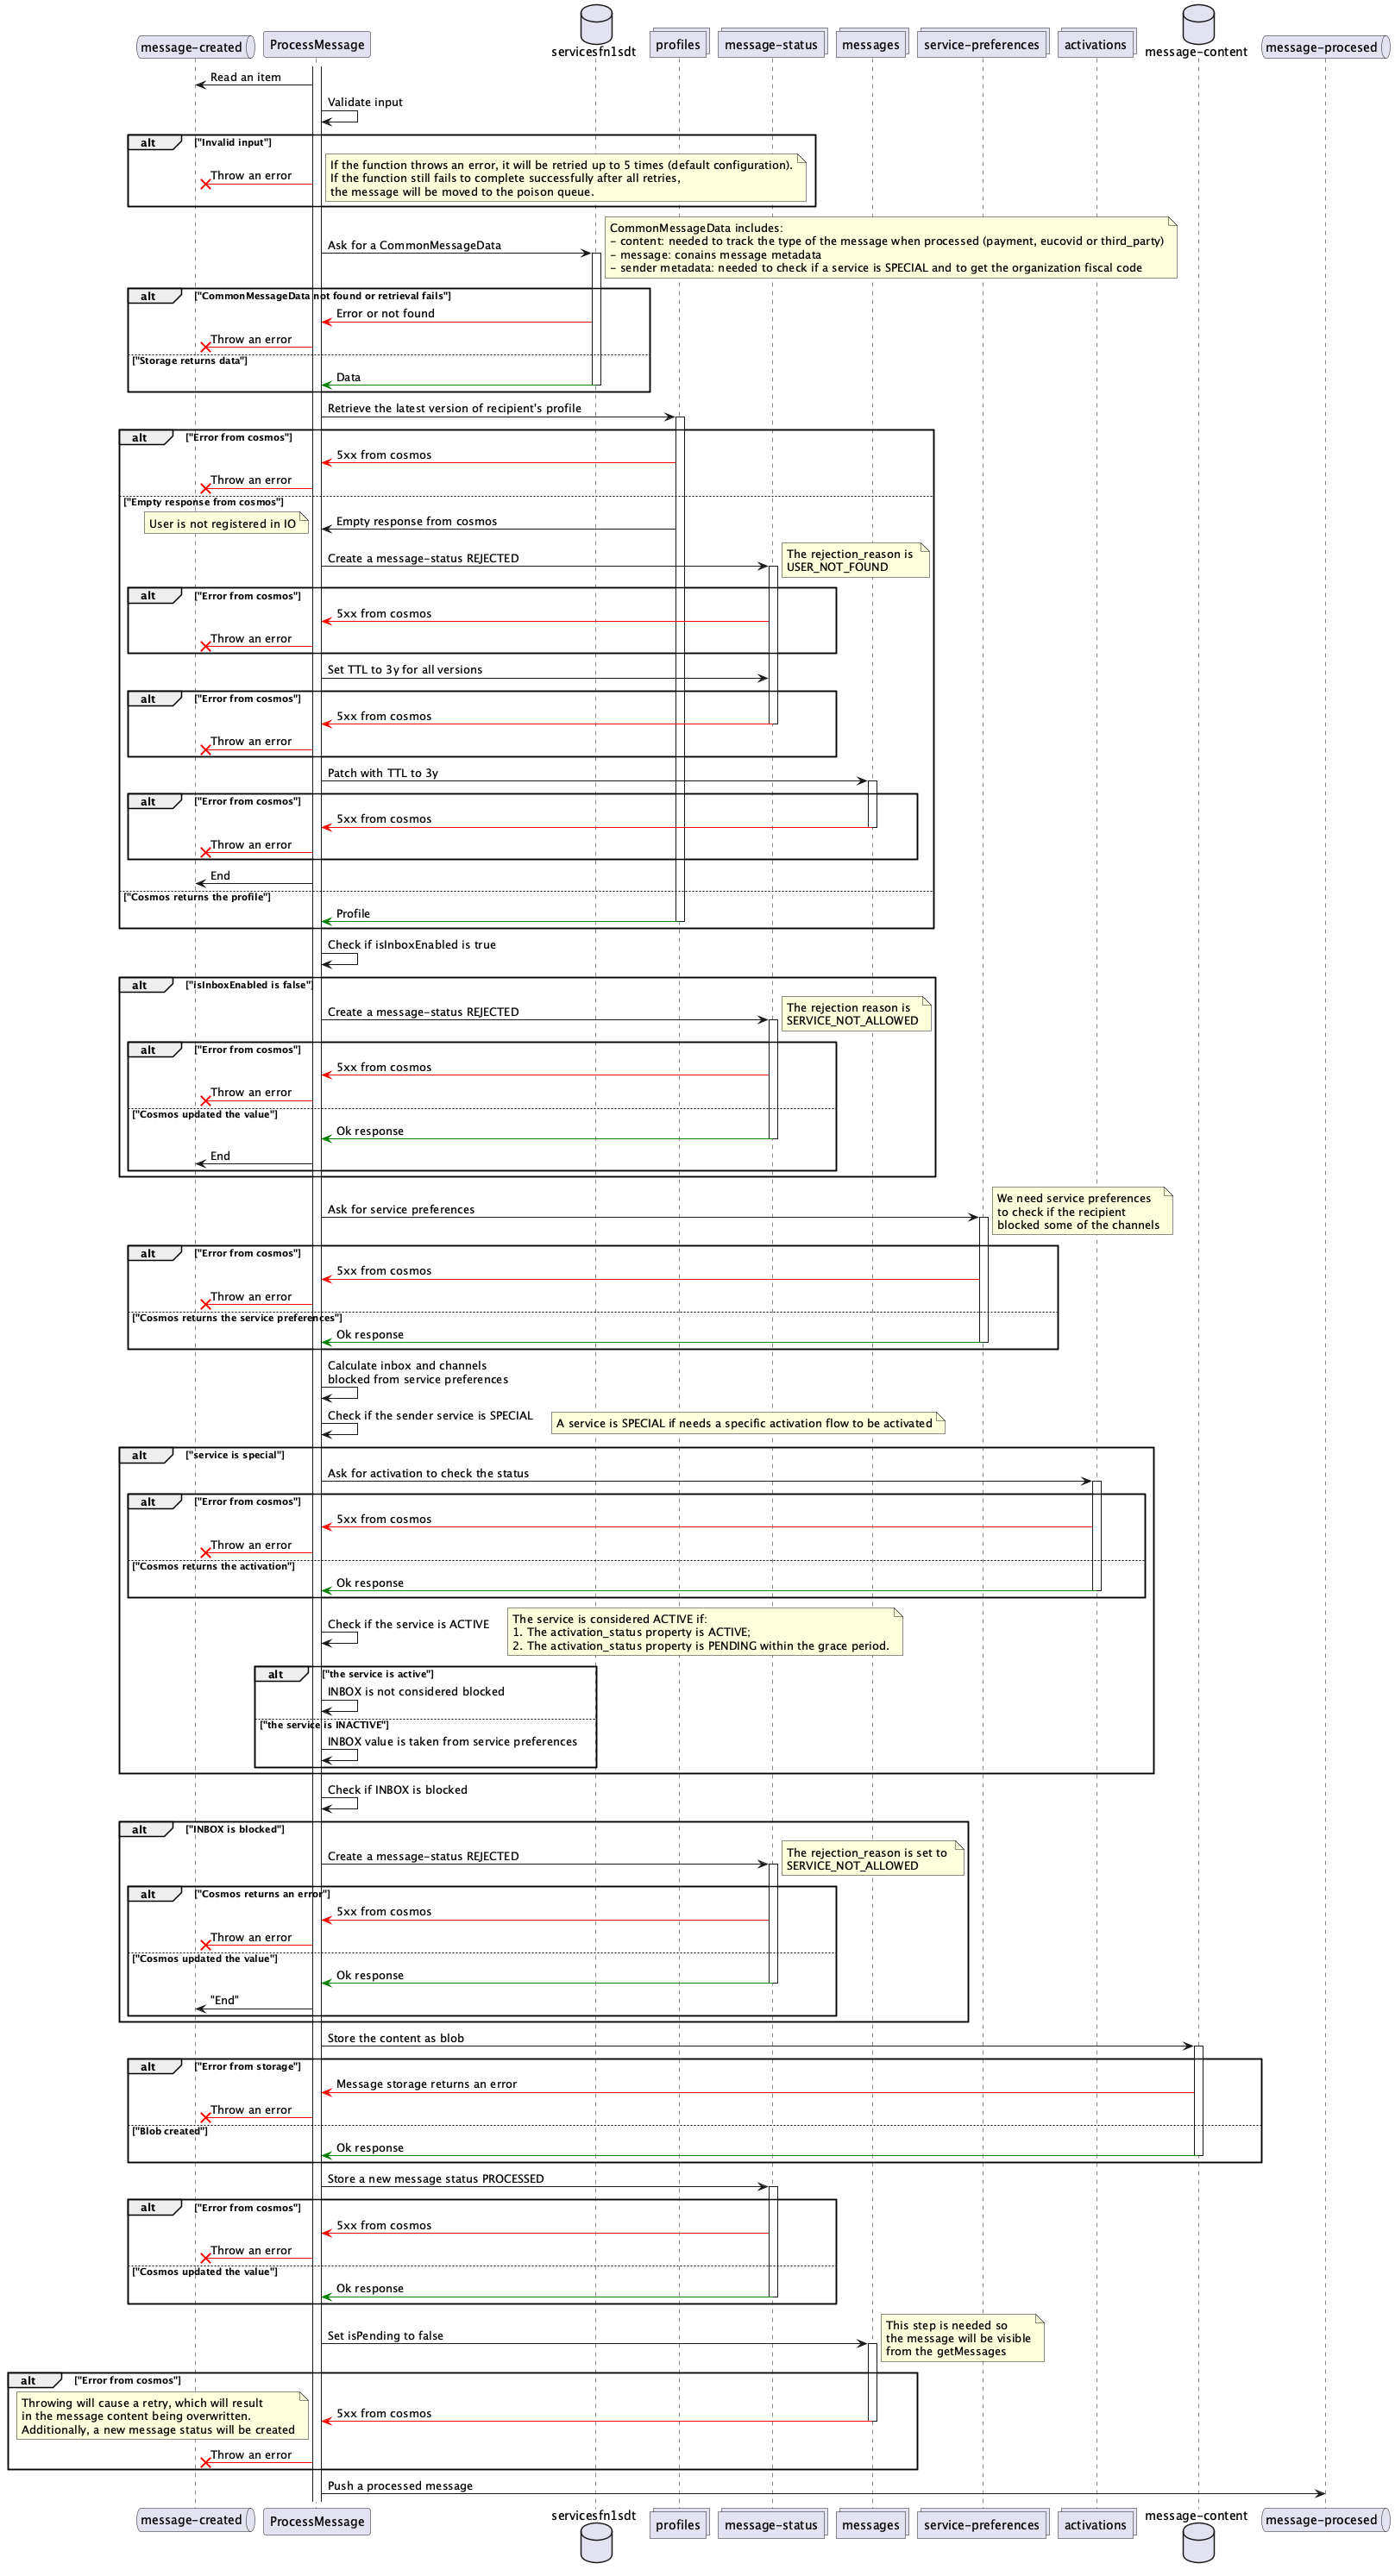 message-created
ProcessMessage
servicesfn1sdt
profiles
message-status
messages
service-preferences
activations
message-content
message-procesed
Read an item
Validate input
alt ["Invalid input"]
Throw an error
If the function throws an error, it will be retried up to 5 times (default configuration).
If the function still fails to complete successfully after all retries,
the message will be moved to the poison queue.
Ask for a CommonMessageData
CommonMessageData includes:
- content: needed to track the type of the message when processed (payment, eucovid or third_party)
- message: conains message metadata
- sender metadata: needed to check if a service is SPECIAL and to get the organization fiscal code
alt ["CommonMessageData not found or retrieval fails"]
Error or not found
Throw an error
["Storage returns data"]
Data
Retrieve the latest version of recipient's profile
alt ["Error from cosmos"]
5xx from cosmos
Throw an error
["Empty response from cosmos"]
User is not registered in IO
Empty response from cosmos
Create a message-status REJECTED
The rejection_reason is
USER_NOT_FOUND
alt ["Error from cosmos"]
5xx from cosmos
Throw an error
Set TTL to 3y for all versions
alt ["Error from cosmos"]
5xx from cosmos
Throw an error
Patch with TTL to 3y
alt ["Error from cosmos"]
5xx from cosmos
Throw an error
End
["Cosmos returns the profile"]
Profile
Check if isInboxEnabled is true
alt ["isInboxEnabled is false"]
Create a message-status REJECTED
The rejection reason is
SERVICE_NOT_ALLOWED
alt ["Error from cosmos"]
5xx from cosmos
Throw an error
["Cosmos updated the value"]
Ok response
End
Ask for service preferences
We need service preferences
to check if the recipient
blocked some of the channels
alt ["Error from cosmos"]
5xx from cosmos
Throw an error
["Cosmos returns the service preferences"]
Ok response
Calculate inbox and channels
blocked from service preferences
Check if the sender service is SPECIAL
A service is SPECIAL if needs a specific activation flow to be activated
alt ["service is special"]
Ask for activation to check the status
alt ["Error from cosmos"]
5xx from cosmos
Throw an error
["Cosmos returns the activation"]
Ok response
Check if the service is ACTIVE
The service is considered ACTIVE if:
1. The activation_status property is ACTIVE;
2. The activation_status property is PENDING within the grace period.
alt ["the service is active"]
INBOX is not considered blocked
["the service is INACTIVE"]
INBOX value is taken from service preferences
Check if INBOX is blocked
alt ["INBOX is blocked"]
Create a message-status REJECTED
The rejection_reason is set to
SERVICE_NOT_ALLOWED
alt ["Cosmos returns an error"]
5xx from cosmos
Throw an error
["Cosmos updated the value"]
Ok response
"End"
Store the content as blob
alt ["Error from storage"]
Message storage returns an error
Throw an error
["Blob created"]
Ok response
Store a new message status PROCESSED
alt ["Error from cosmos"]
5xx from cosmos
Throw an error
["Cosmos updated the value"]
Ok response
Set isPending to false
This step is needed so
the message will be visible
from the getMessages
alt ["Error from cosmos"]
Throwing will cause a retry, which will result
in the message content being overwritten.
Additionally, a new message status will be created
5xx from cosmos
Throw an error
Push a processed message
message-created
ProcessMessage
servicesfn1sdt
profiles
message-status
messages
service-preferences
activations
message-content
message-procesed